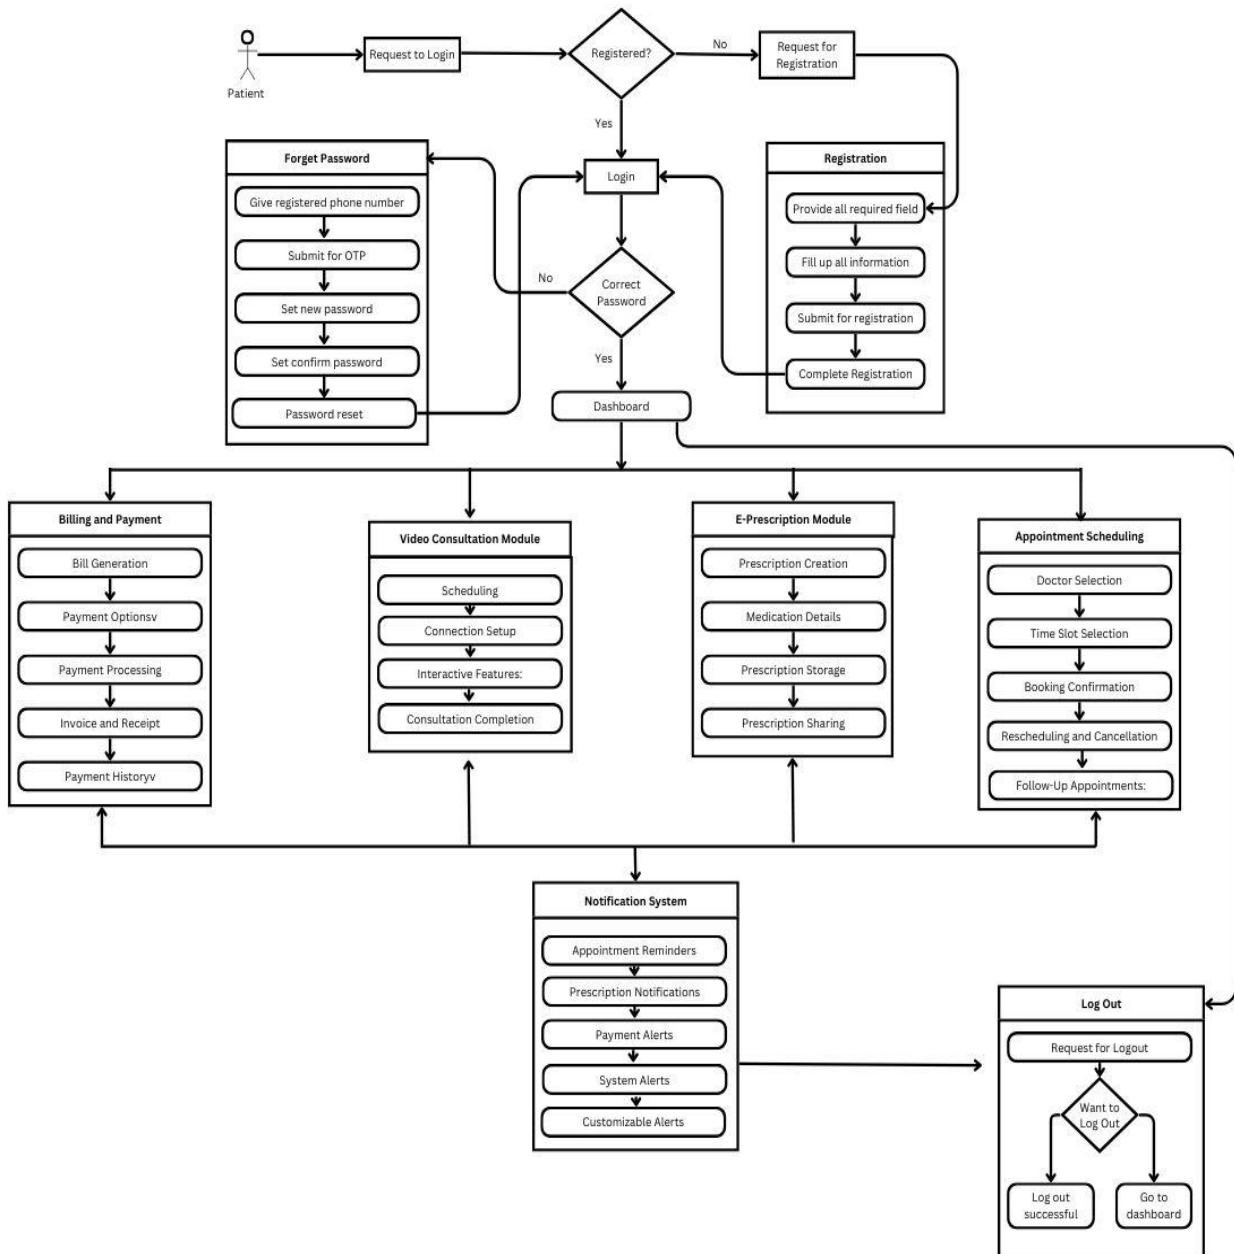 Patient
Request to Login
Registered?
No
Request for
Registration
Yes
Forget Password
Give registered phone number
Submit for OTP
Set new password
Set confirm password
Password reset
Login
No
Correct
Password
Yes
Dashboard
Registration
Provide all required field
Fill up all information
Submit for registration
Complete Registration
Billing and Payment
Bill Generation
Payment Optionsv
Payment Processing
Invoice and Receipt
Payment Historyv
Video Consultation Module
Scheduling
Connection Setup
Interactive Features:
Consultation Completion
E-Prescription Module
Prescription Creation
Medication Details
Prescription Storage
Prescription Sharing
Appointment Scheduling
Doctor Selection
Time Slot Selection
Booking Confirmation
Rescheduling and Cancellation
Follow-Up Appointments:
Notification System
Appointment Reminders
Prescription Notifications
Payment Alerts
System Alerts
Customizable Alerts
Log Out
Request for Logout
Want to
Log Out
Log out
successful
Go to
dashboard